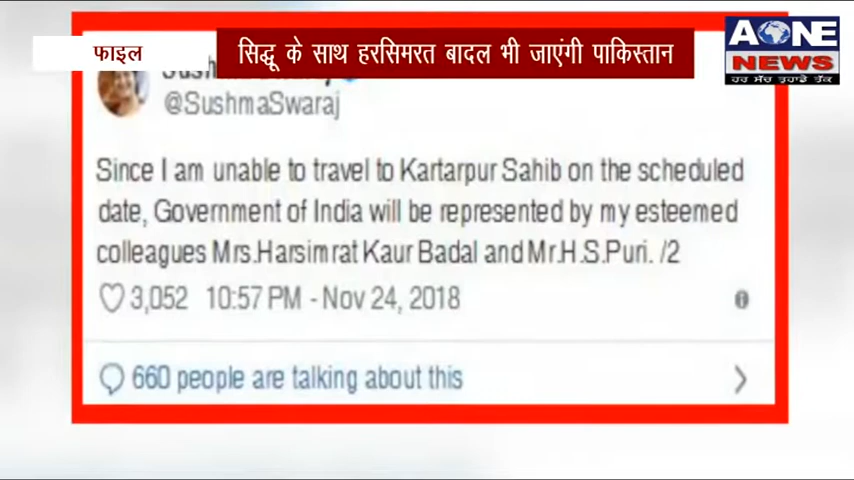 फाइल
सिद्धू के साथ हरसिमरत बादल भी जाएंगी पाकिस्तान
A ONE
NEWS
ਹਰ ਸੱਚ ਤੁਹਾਡੇ ਤੱਕ
@SushmaSwaraj
Since I am unable to travel to Kartarpur Sahib on the scheduled
date, Government of India will be represented by my esteemed
colleagues Mrs.Harsimrat Kaur Badal and Mr.H.S.Puri. /2
3,052 10:57 PM - Nov 24, 2018
660 people are talking about this